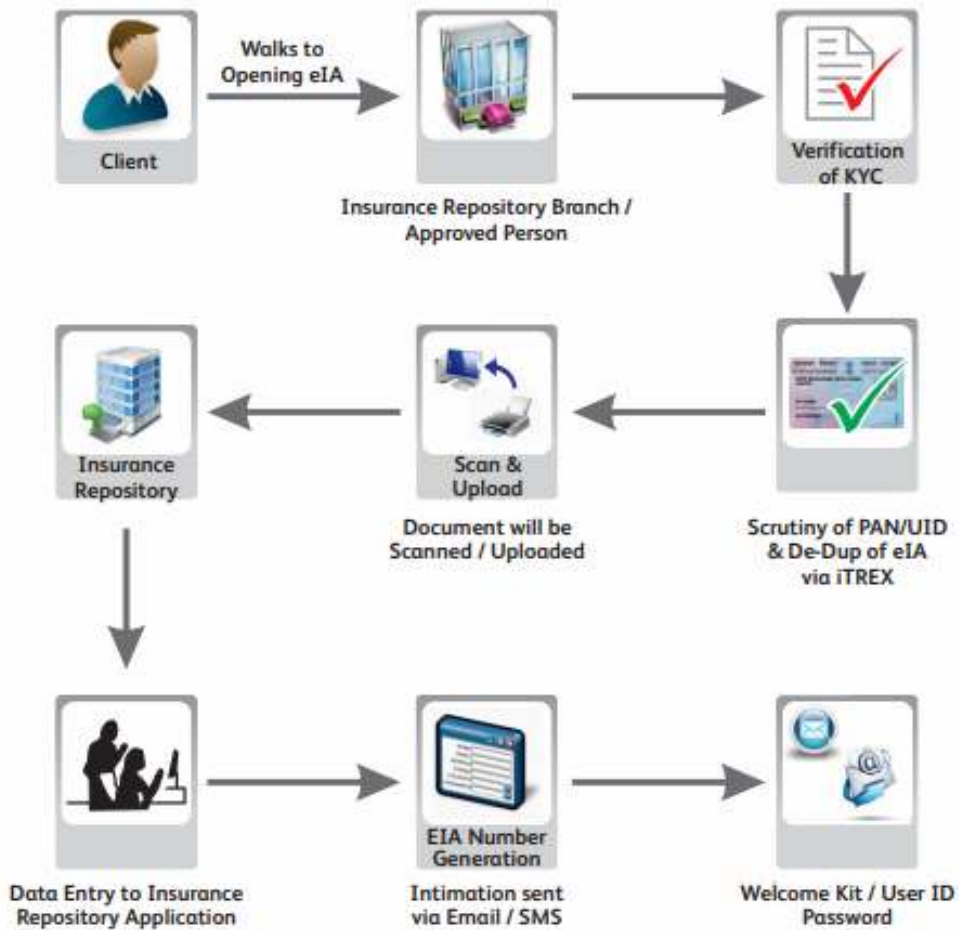 Walks to
Opening eIA
Client
Verification
of KYC
Insurance Repository Branch /
Approved Person
Scrutiny of PAN/UID
& De-Dup of eIA
via iTREX
Scan &
Upload
Document will be
Scanned / Uploaded
Insurance
Repository
Data Entry to Insurance
Repository Application
EIA Number
Generation
Intimation sent
via Email / SMS
Welcome Kit / User ID
Password